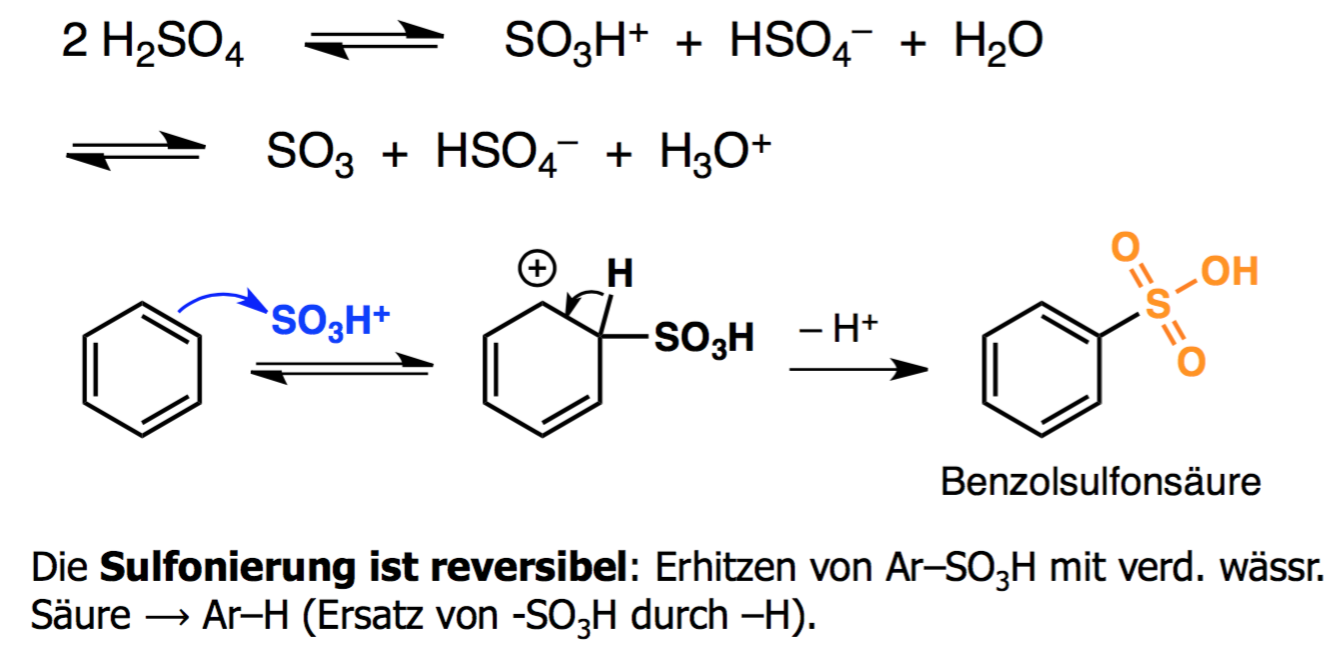 2 H₂SO₄ ⇌ SO₃H⁺ + HSO₄⁻ + H₂O
⇌ SO₃ + HSO₄⁻ + H₃O⁺
SO₃H⁺
+ H
SO₃H
– H⁺
O
S
OH
O
Benzolsulfonsäure
Die Sulfonierung ist reversibel: Erhitzen von Ar–SO₃H mit verd. wässr.
Säure → Ar–H (Ersatz von -SO₃H durch –H).